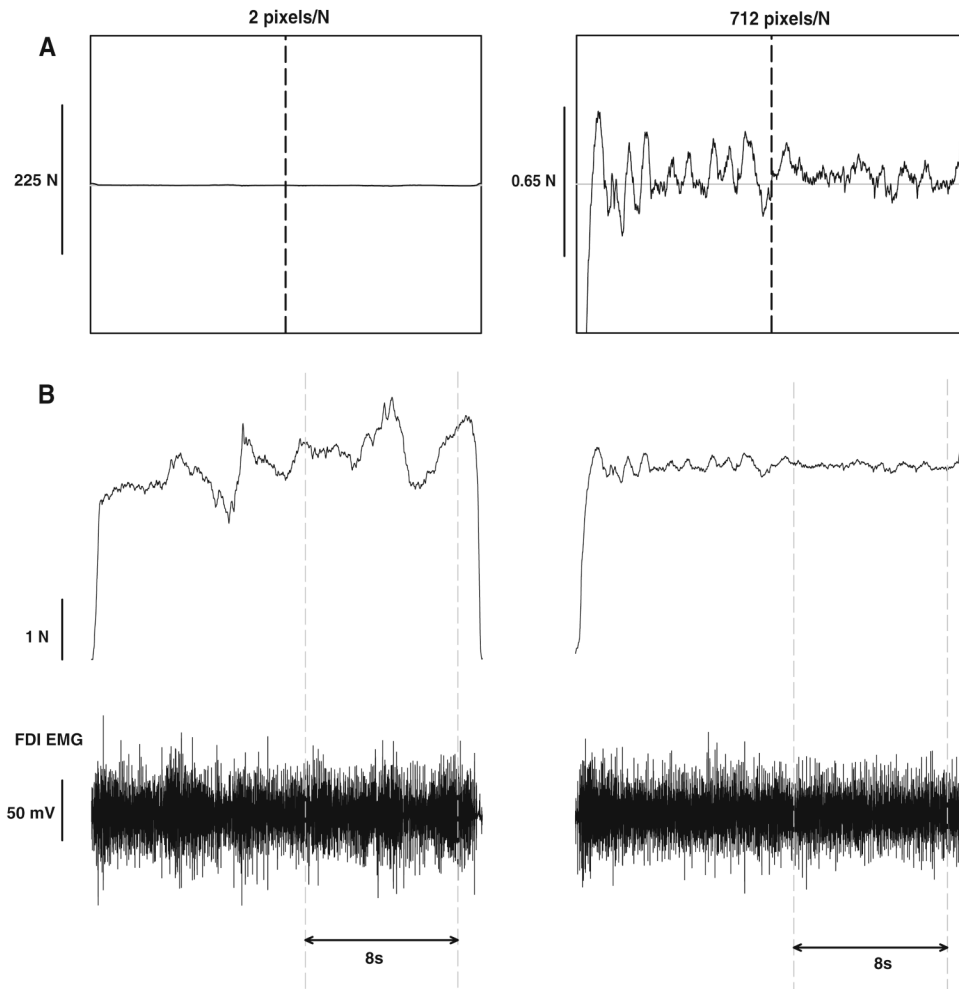 2 pixels/N
712 pixels/N
A
225 N
0.65 N
B
1 N
FDI EMG
50 mV
8s
8s